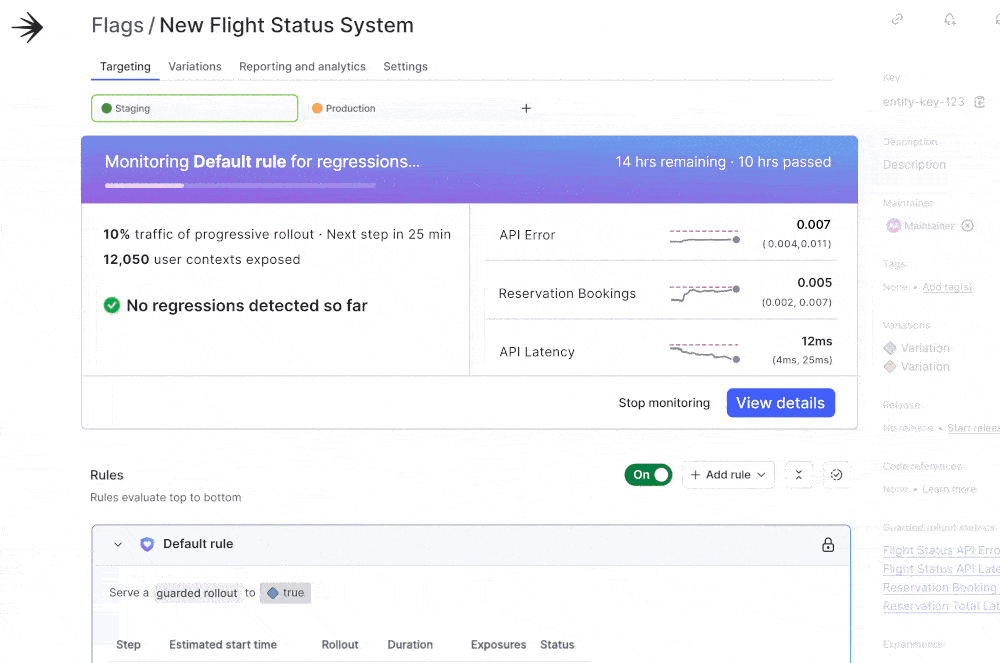 Flags / New Flight Status System
Targeting Variations Reporting and analytics Settings
Staging Production +
Monitoring Default rule for regressions... 14 hrs remaining · 10 hrs passed
10% traffic of progressive rollout · Next step in 25 min
12,050 user contexts exposed
No regressions detected so far
API Error 0.007
(0.004,0.011)
Reservation Bookings 0.005
(0.002, 0.007)
API Latency 12ms
(4ms, 25ms)
Stop monitoring View details
Rules
Rules evaluate top to bottom
On + Add rule
Default rule
Serve a guarded rollout to true
Step Estimated start time Rollout Duration Exposures Status
Key
entity-key-123
Description
Description
Maintainer
Maintainer
Tags
None • Add tag(s)
Variations
Variation
Variation
Release
No release • Start releas
Code references
None • Learn more
Guarded rollout metrics
Flight Status API Erro
Flight Status API Late
Reservation Booking
Reservation Total Lat
Experiments